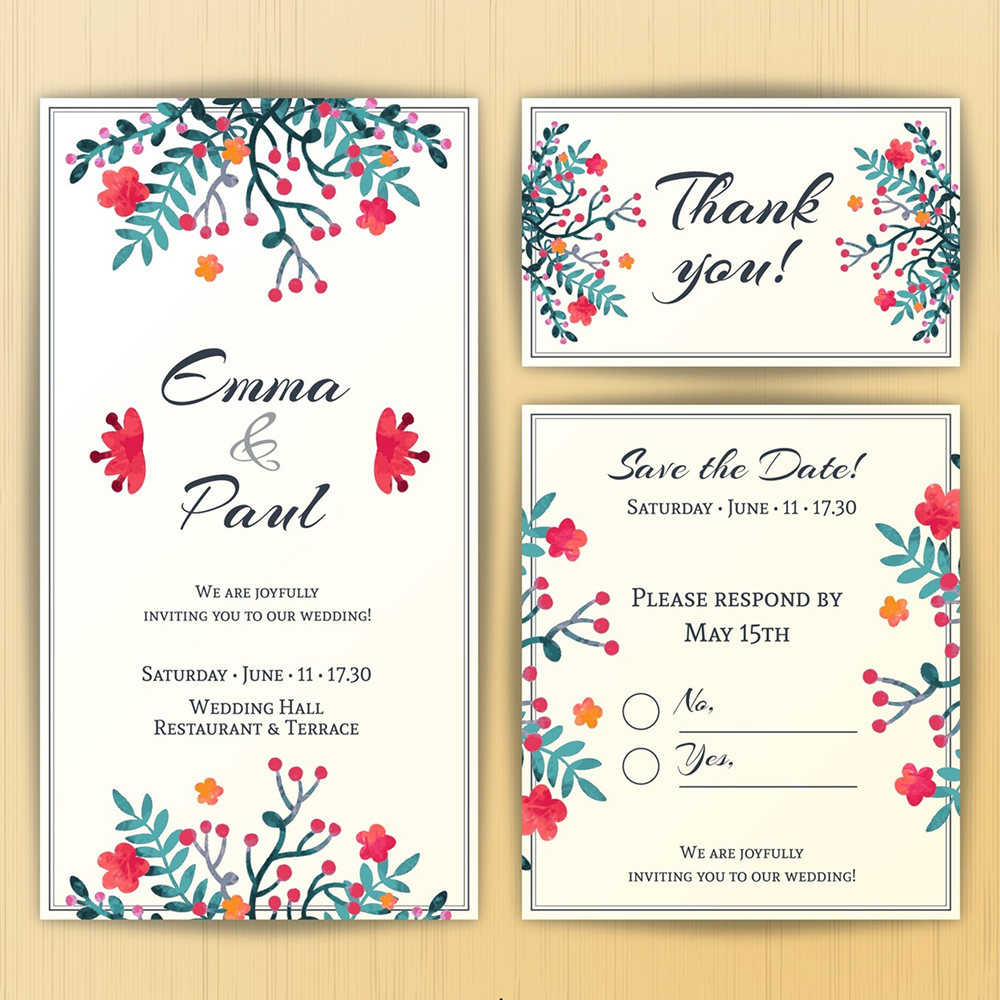 Emma
&
Paul
We are joyfully
inviting you to our wedding!
Saturday • June • 11 • 17.30
Wedding Hall
Restaurant & Terrace
Thank
you!
Save the Date!
Saturday • June • 11 • 17.30
Please respond by
May 15th
No,
Yes,
We are joyfully
inviting you to our wedding!